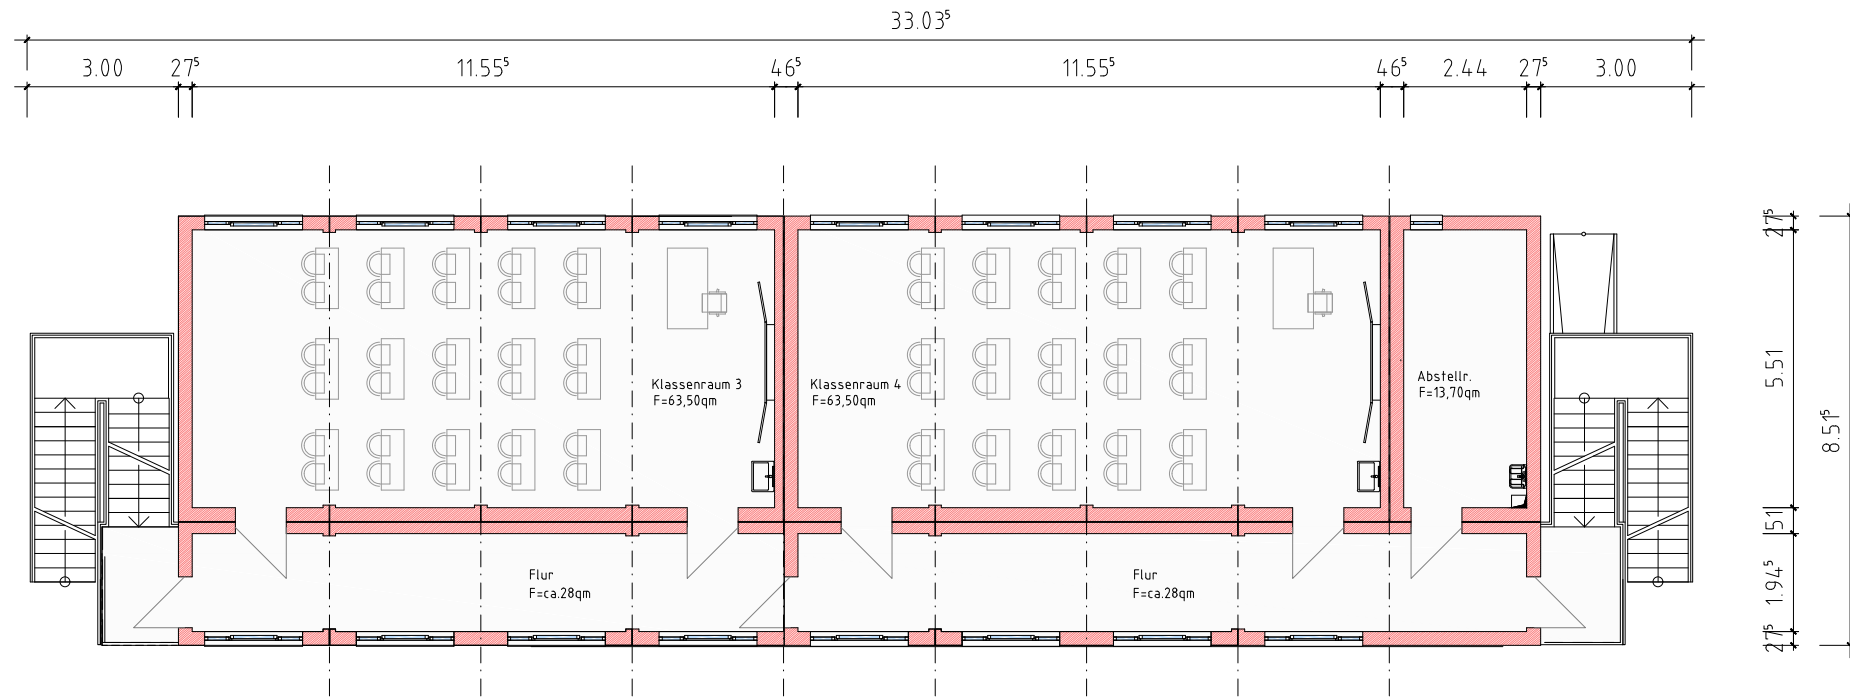 33.03⁵
3.00 27⁵ 11.55⁵ 46⁵ 11.55⁵ 46⁵ 2.44 27⁵ 3.00
27⁵
5.51
8.51⁵
51
1.94⁵
27⁵
Klassenraum 3
F=63,50qm
Klassenraum 4
F=63,50qm
Abstellr.
F=13,70qm
Flur
F=ca.28qm
Flur
F=ca.28qm